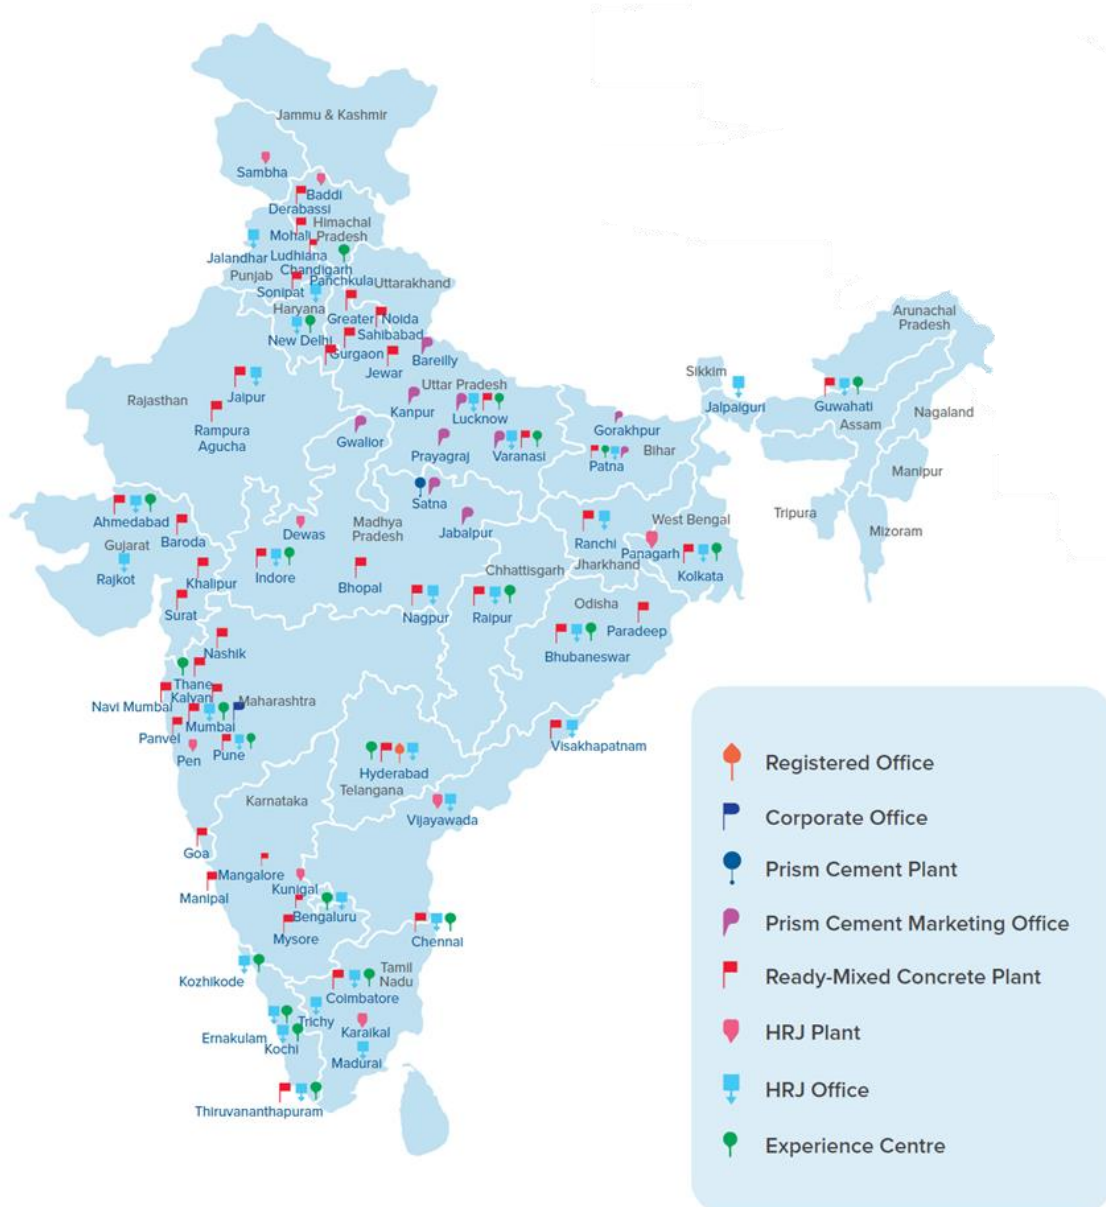 Jammu & Kashmir
Sambha
Baddi
Derabassi
Himachal
Pradesh
Mohali
Jalandhar
Ludhiana
Chandigarh
Punjab
Panchkula
Uttarakhand
Sonipat
Haryana
Greater Noida
New Delhi
Sahibabad
Gurgaon
Bareilly
Jewar
Arunachal
Pradesh
Sikkim
Jalpaiguri
Guwahati
Nagaland
Assam
Manipur
Tripura
Mizoram
Uttar Pradesh
Jaipur
Rajasthan
Rampura
Agucha
Kanpur
Lucknow
Gwalior
Gorakhpur
Prayagraj
Varanasi
Bihar
Patna
Satna
Ahmedabad
Dewas
Madhya
Pradesh
Jabalpur
West Bengal
Ranchi
Panagarh
Baroda
Gujarat
Rajkot
Khalipur
Indore
Bhopal
Chhattisgarh
Jharkhand
Kolkata
Surat
Nagpur
Raipur
Odisha
Paradeep
Bhubaneswar
Nashik
Thane
Kalyan
Maharashtra
Navi Mumbai
Mumbai
Panvel
Pen
Pune
Visakhapatnam
Hyderabad
Telangana
Karnataka
Vijayawada
Goa
Mangalore
Kunigal
Manipal
Bengaluru
Mysore
Chennal
Kozhikode
Tamil
Nadu
Coimbatore
Trichy
Karaikal
Ernakulam
Kochi
Madurai
Thiruvananthapuram
Registered Office
Corporate Office
Prism Cement Plant
Prism Cement Marketing Office
Ready-Mixed Concrete Plant
HRJ Plant
HRJ Office
Experience Centre